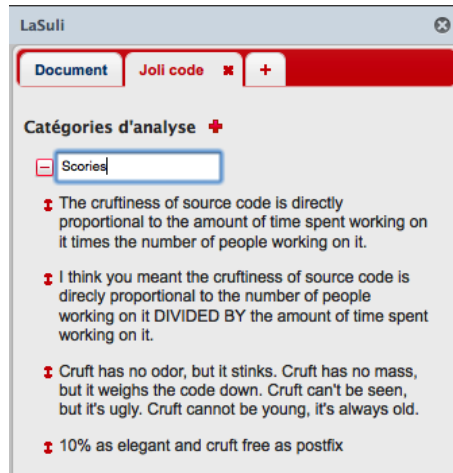 LaSuli
Document Joli code +
Catégories d'analyse +
Scories
The cruftiness of source code is directly
proportional to the amount of time spent working on
it times the number of people working on it.
I think you meant the cruftiness of source code is
direcly proportional to the number of people
working on it DIVIDED BY the amount of time spent
working on it.
Cruft has no odor, but it stinks. Cruft has no mass,
but it weighs the code down. Cruft can't be seen,
but it's ugly. Cruft cannot be young, it's always old.
10% as elegant and cruft free as postfix